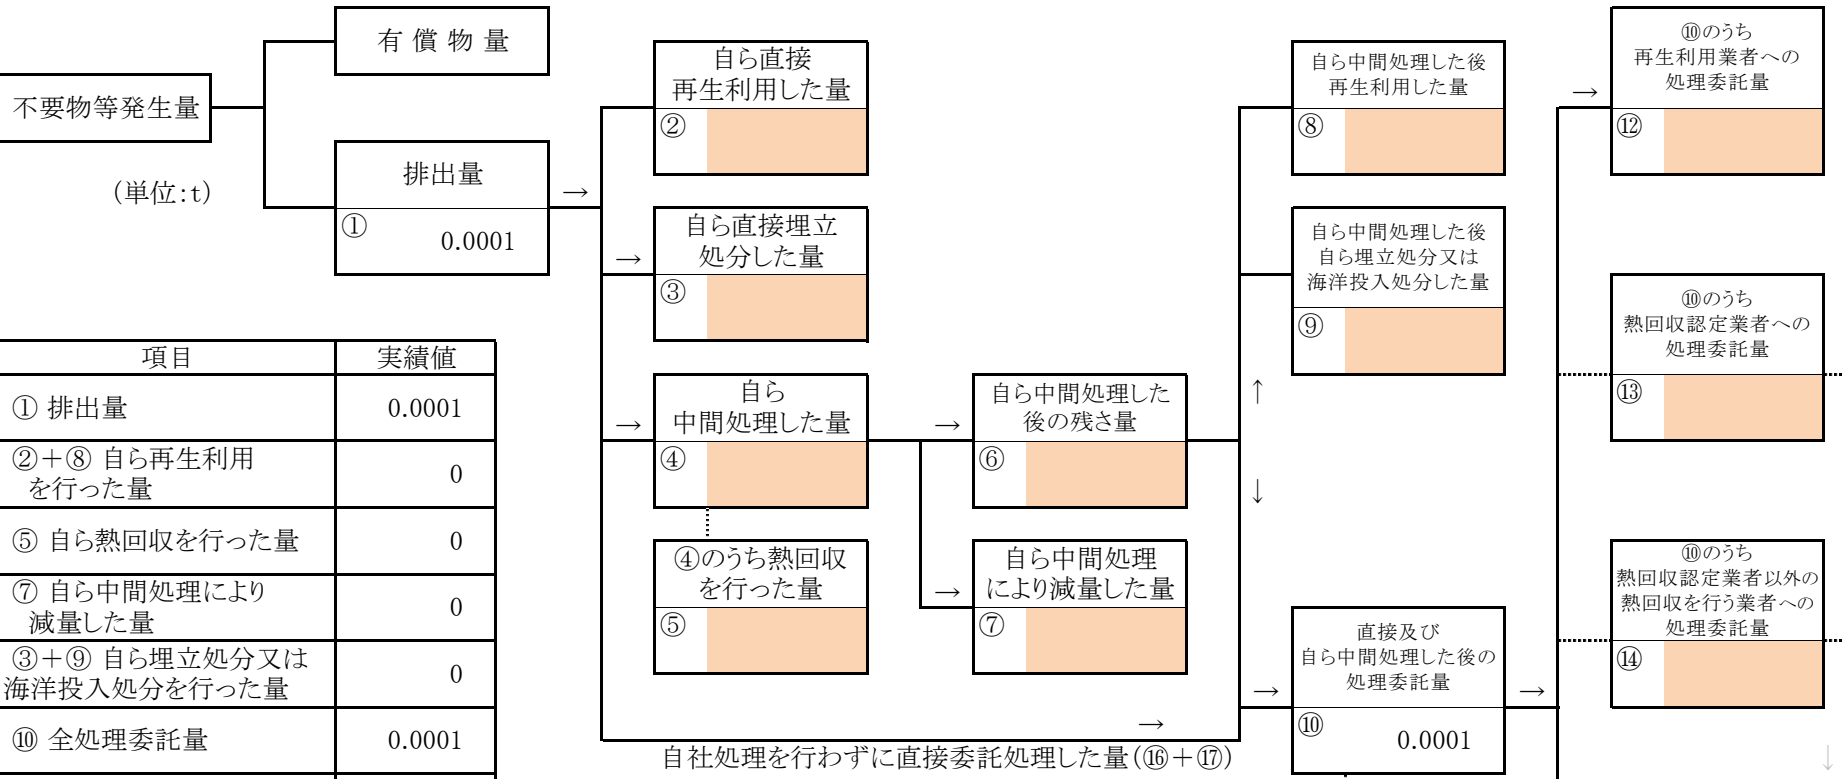 有 償 物 量
不要物等発生量
(単位:t)
排出量
①
0.0001
→
自ら直接
再生利用した量
②
→
自ら直接埋立
処分した量
③
→
自ら
中間処理した量
④
④のうち熱回収
を行った量
⑤
→
自ら中間処理した
後の残さ量
⑥
→
自ら中間処理
により減量した量
⑦
→
自社処理を行わずに直接委託処理した量(⑯+⑰)
自ら中間処理した後
再生利用した量
⑧
自ら中間処理した後
自ら埋立処分又は
海洋投入処分した量
⑨
↑
↓
→
直接及び
自ら中間処理した後の
処理委託量
⑩
0.0001
→
→
⑩のうち
再生利用業者への
処理委託量
⑫
⑩のうち
熱回収認定業者への
処理委託量
⑬
⑩のうち
熱回収認定業者以外の
熱回収を行う業者への
処理委託量
⑭
↓
項目 実績値
① 排出量 0.0001
②+⑧ 自ら再生利用
を行った量 0
⑤ 自ら熱回収を行った量 0
⑦ 自ら中間処理により
減量した量 0
③+⑨ 自ら埋立処分又は
海洋投入処分を行った量 0
⑩ 全処理委託量 0.0001